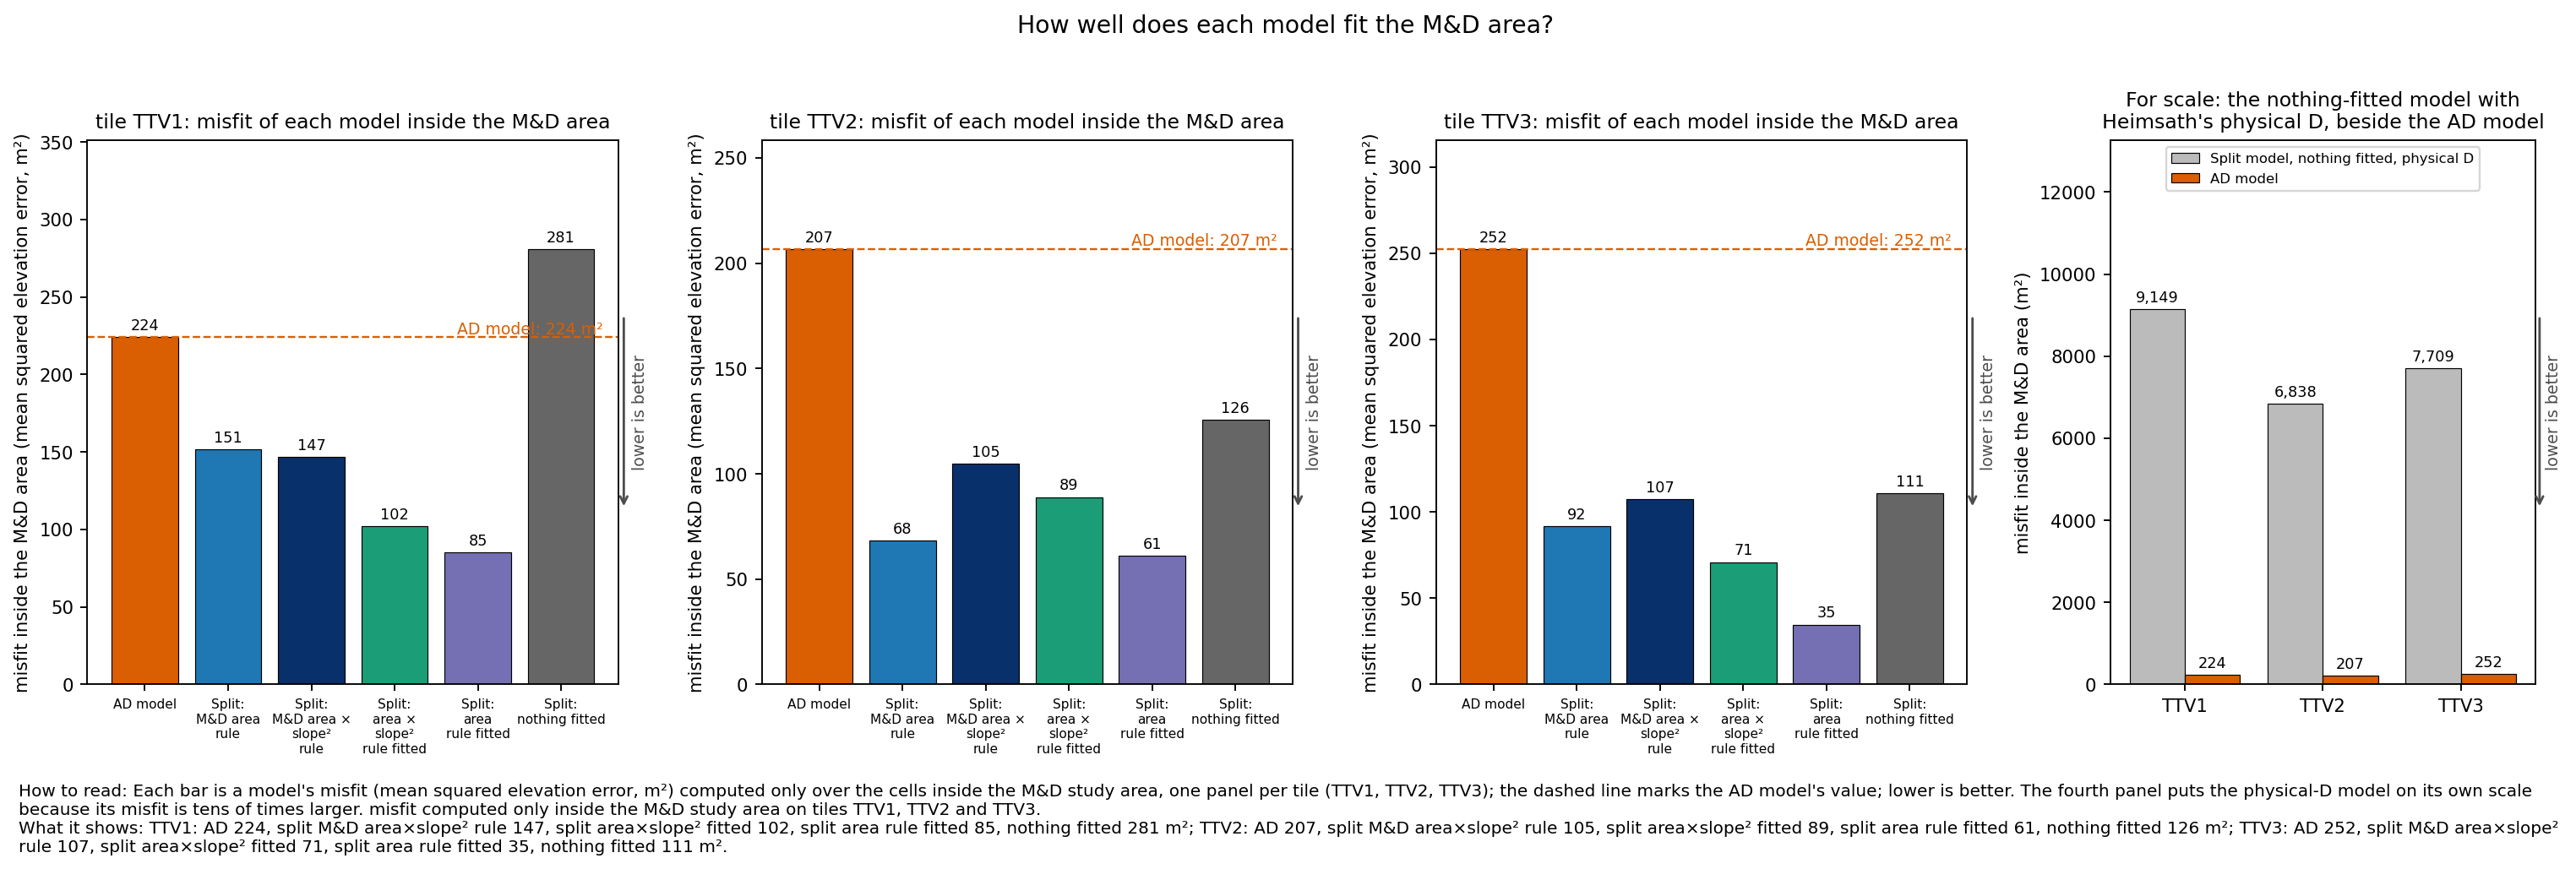 How well does each model fit the M&D area?
tile TTV1: misfit of each model inside the M&D area
misfit inside the M&D area (mean squared elevation error, m²)
350
300
250
200
150
100
50
0
224
151
147
102
85
281
AD model: 224 m²
lower is better
AD model
Split:
M&D area
rule
Split:
M&D area ×
slope²
rule
Split:
area ×
slope²
rule fitted
Split:
area
rule fitted
Split:
nothing fitted
tile TTV2: misfit of each model inside the M&D area
misfit inside the M&D area (mean squared elevation error, m²)
250
200
150
100
50
0
207
68
105
89
61
126
AD model: 207 m²
lower is better
AD model
Split:
M&D area
rule
Split:
M&D area ×
slope²
rule
Split:
area ×
slope²
rule fitted
Split:
area
rule fitted
Split:
nothing fitted
tile TTV3: misfit of each model inside the M&D area
misfit inside the M&D area (mean squared elevation error, m²)
300
250
200
150
100
50
0
252
92
107
71
35
111
AD model: 252 m²
lower is better
AD model
Split:
M&D area
rule
Split:
M&D area ×
slope²
rule
Split:
area ×
slope²
rule fitted
Split:
area
rule fitted
Split:
nothing fitted
For scale: the nothing-fitted model with
Heimsath's physical D, beside the AD model
misfit inside the M&D area (m²)
12000
10000
8000
6000
4000
2000
0
Split model, nothing fitted, physical D
AD model
9,149
224
6,838
207
7,709
252
lower is better
TTV1
TTV2
TTV3
How to read: Each bar is a model's misfit (mean squared elevation error, m²) computed only over the cells inside the M&D study area, one panel per tile (TTV1, TTV2, TTV3); the dashed line marks the AD model's value; lower is better. The fourth panel puts the physical-D model on its own scale
because its misfit is tens of times larger. misfit computed only inside the M&D study area on tiles TTV1, TTV2 and TTV3.
What it shows: TTV1: AD 224, split M&D area×slope² rule 147, split area×slope² fitted 102, split area rule fitted 85, nothing fitted 281 m²; TTV2: AD 207, split M&D area×slope² rule 105, split area×slope² fitted 89, split area rule fitted 61, nothing fitted 126 m²; TTV3: AD 252, split M&D area×slope²
rule 107, split area×slope² fitted 71, split area rule fitted 35, nothing fitted 111 m².